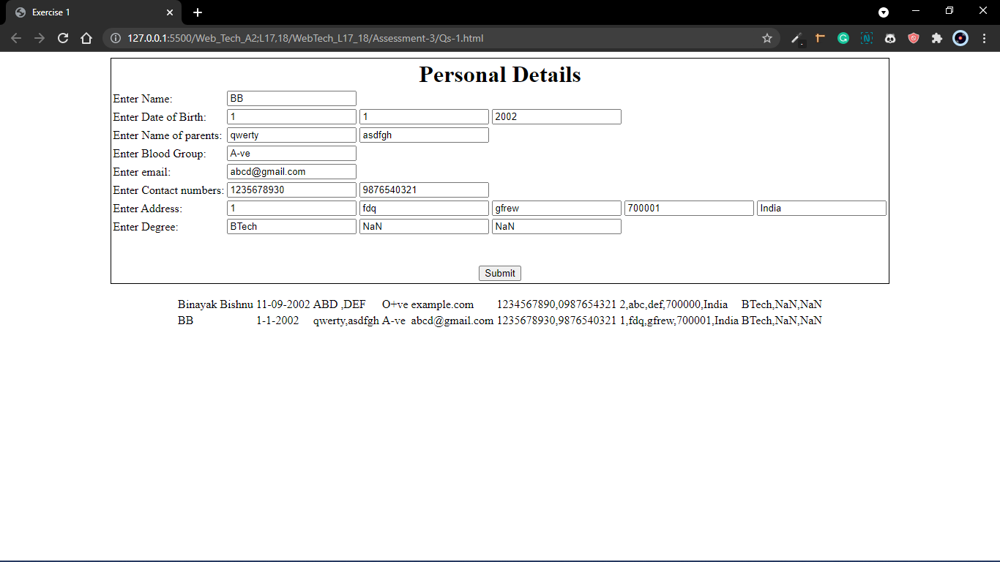 Exercise 1
127.0.0.1:5500/Web_Tech_A2;L17,18/WebTech_L17_18/Assessment-3/Qs-1.html
Personal Details
Enter Name: BB
Enter Date of Birth: 1 1 2002
Enter Name of parents: qwerty asdfgh
Enter Blood Group: A-ve
Enter email: abcd@gmail.com
Enter Contact numbers: 1235678930 9876540321
Enter Address: 1 fdq gfrew 700001 India
Enter Degree: BTech NaN NaN
Submit
Binayak Bishnu 11-09-2002 ABD ,DEF O+ve example.com 1234567890,0987654321 2,abc,def,700000,India BTech,NaN,NaN
BB 1-1-2002 qwerty,asdfgh A-ve abcd@gmail.com 1235678930,9876540321 1,fdq,gfrew,700001,India BTech,NaN,NaN